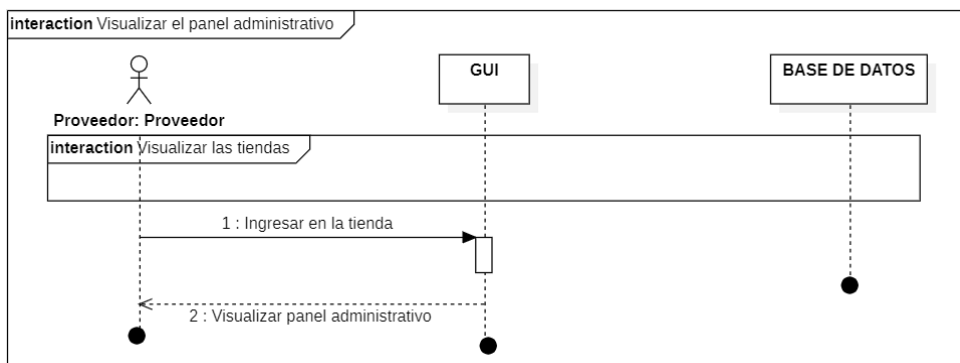 interaction Visualizar el panel administrativo
GUI
BASE DE DATOS
Proveedor: Proveedor
interaction Visualizar las tiendas
1 : Ingresar en la tienda
2 : Visualizar panel administrativo